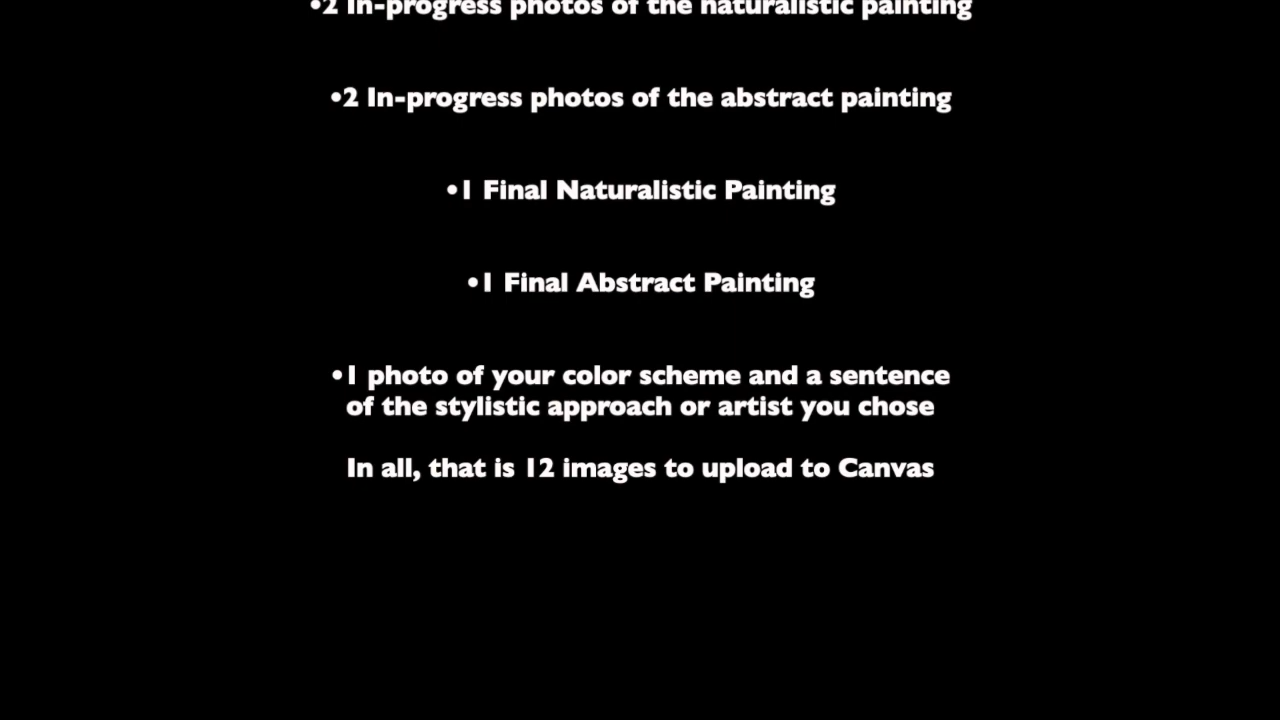 •2 In-progress photos of the naturalistic painting
•2 In-progress photos of the abstract painting
•1 Final Naturalistic Painting
•1 Final Abstract Painting
•1 photo of your color scheme and a sentence
of the stylistic approach or artist you chose
In all, that is 12 images to upload to Canvas